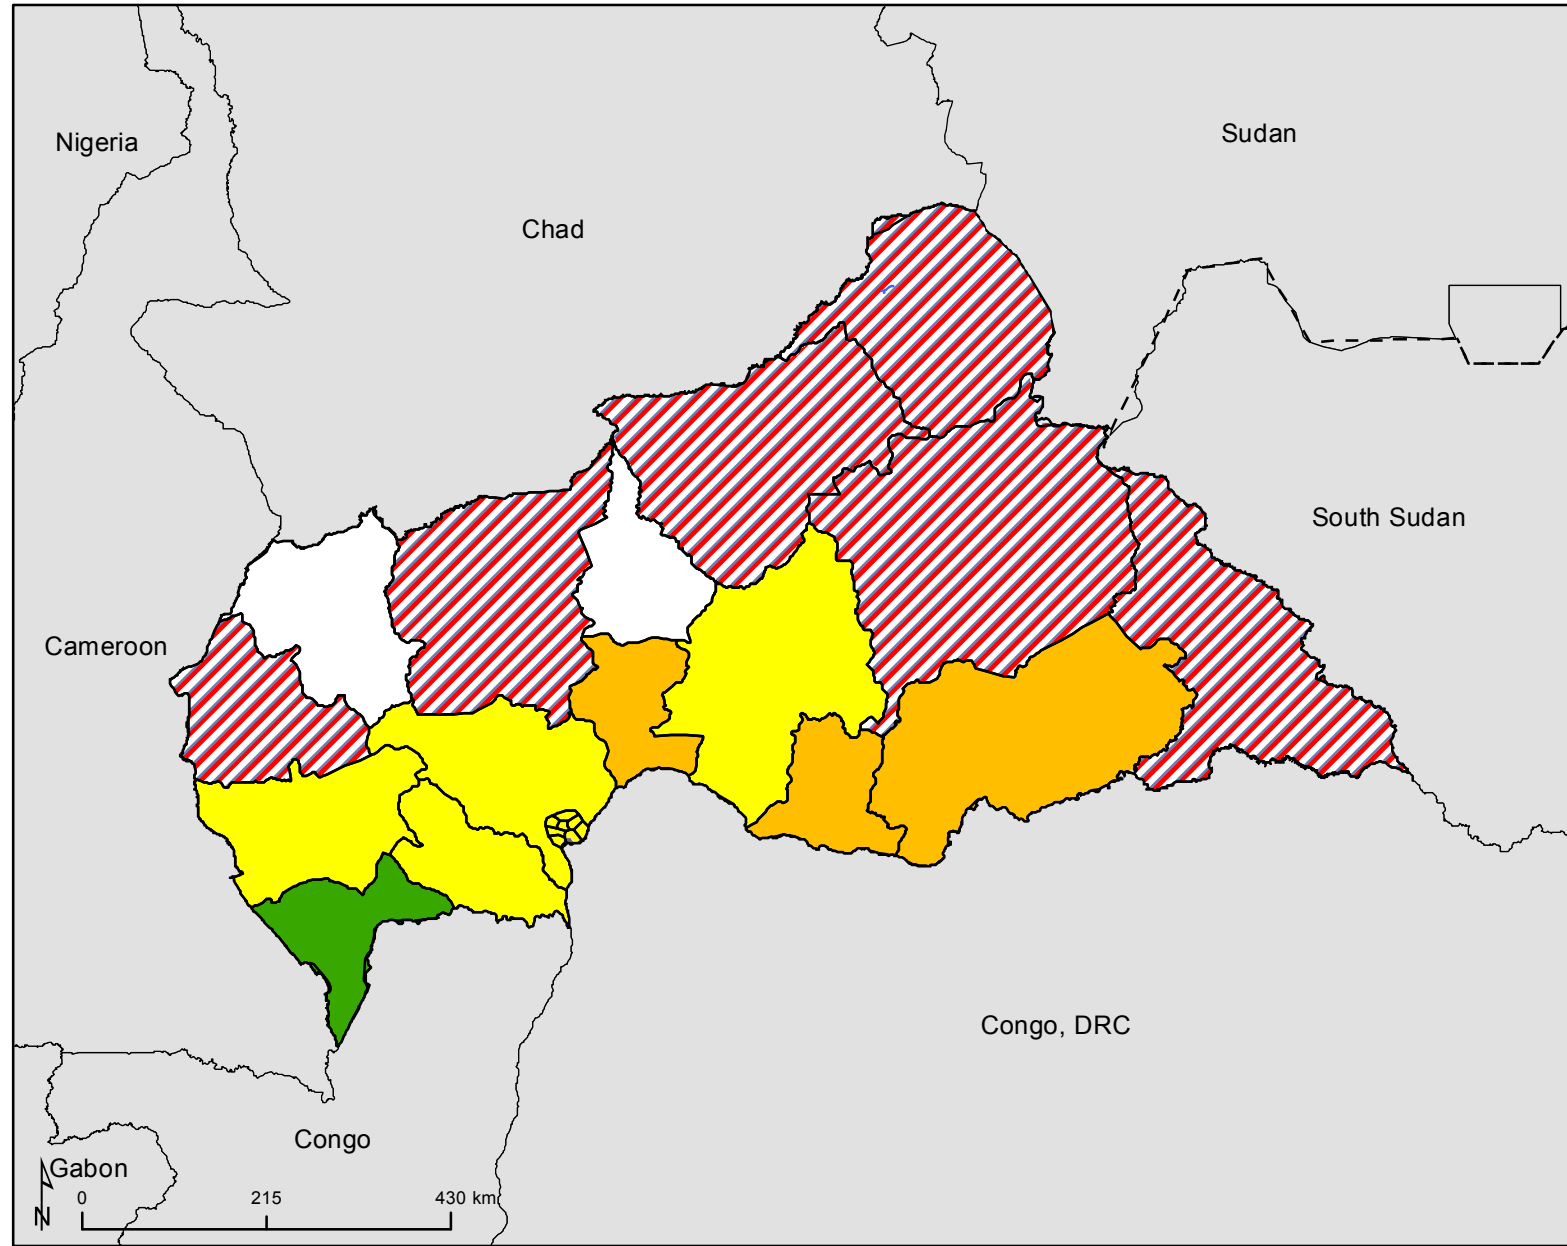 Nigeria
Sudan
Chad
South Sudan
Cameroon
Congo, DRC
Congo
Gabon
0 215 430 km
N